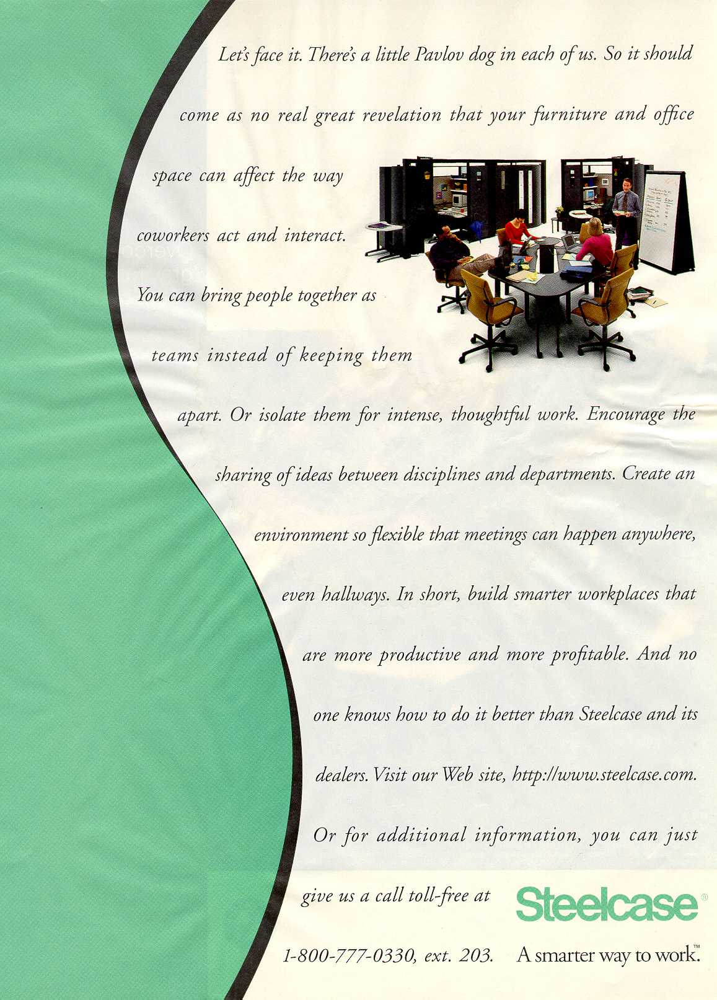 Let's face it. There's a little Pavlov dog in each of us. So it should
come as no real great revelation that your furniture and office
space can affect the way
coworkers act and interact.
You can bring people together as
teams instead of keeping them
apart. Or isolate them for intense, thoughtful work. Encourage the
sharing of ideas between disciplines and departments. Create an
environment so flexible that meetings can happen anywhere,
even hallways. In short, build smarter workplaces that
are more productive and more profitable. And no
one knows how to do it better than Steelcase and its
dealers. Visit our Web site, http://www.steelcase.com.
Or for additional information, you can just
give us a call toll-free at
1-800-777-0330, ext. 203.
Steelcase®
A smarter way to work.™